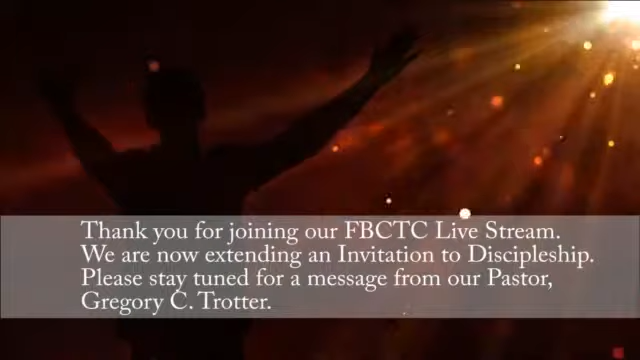 Thank you for joining our FBCTC Live Stream.
We are now extending an Invitation to Discipleship.
Please stay tuned for a message from our Pastor,
Gregory C. Trotter.